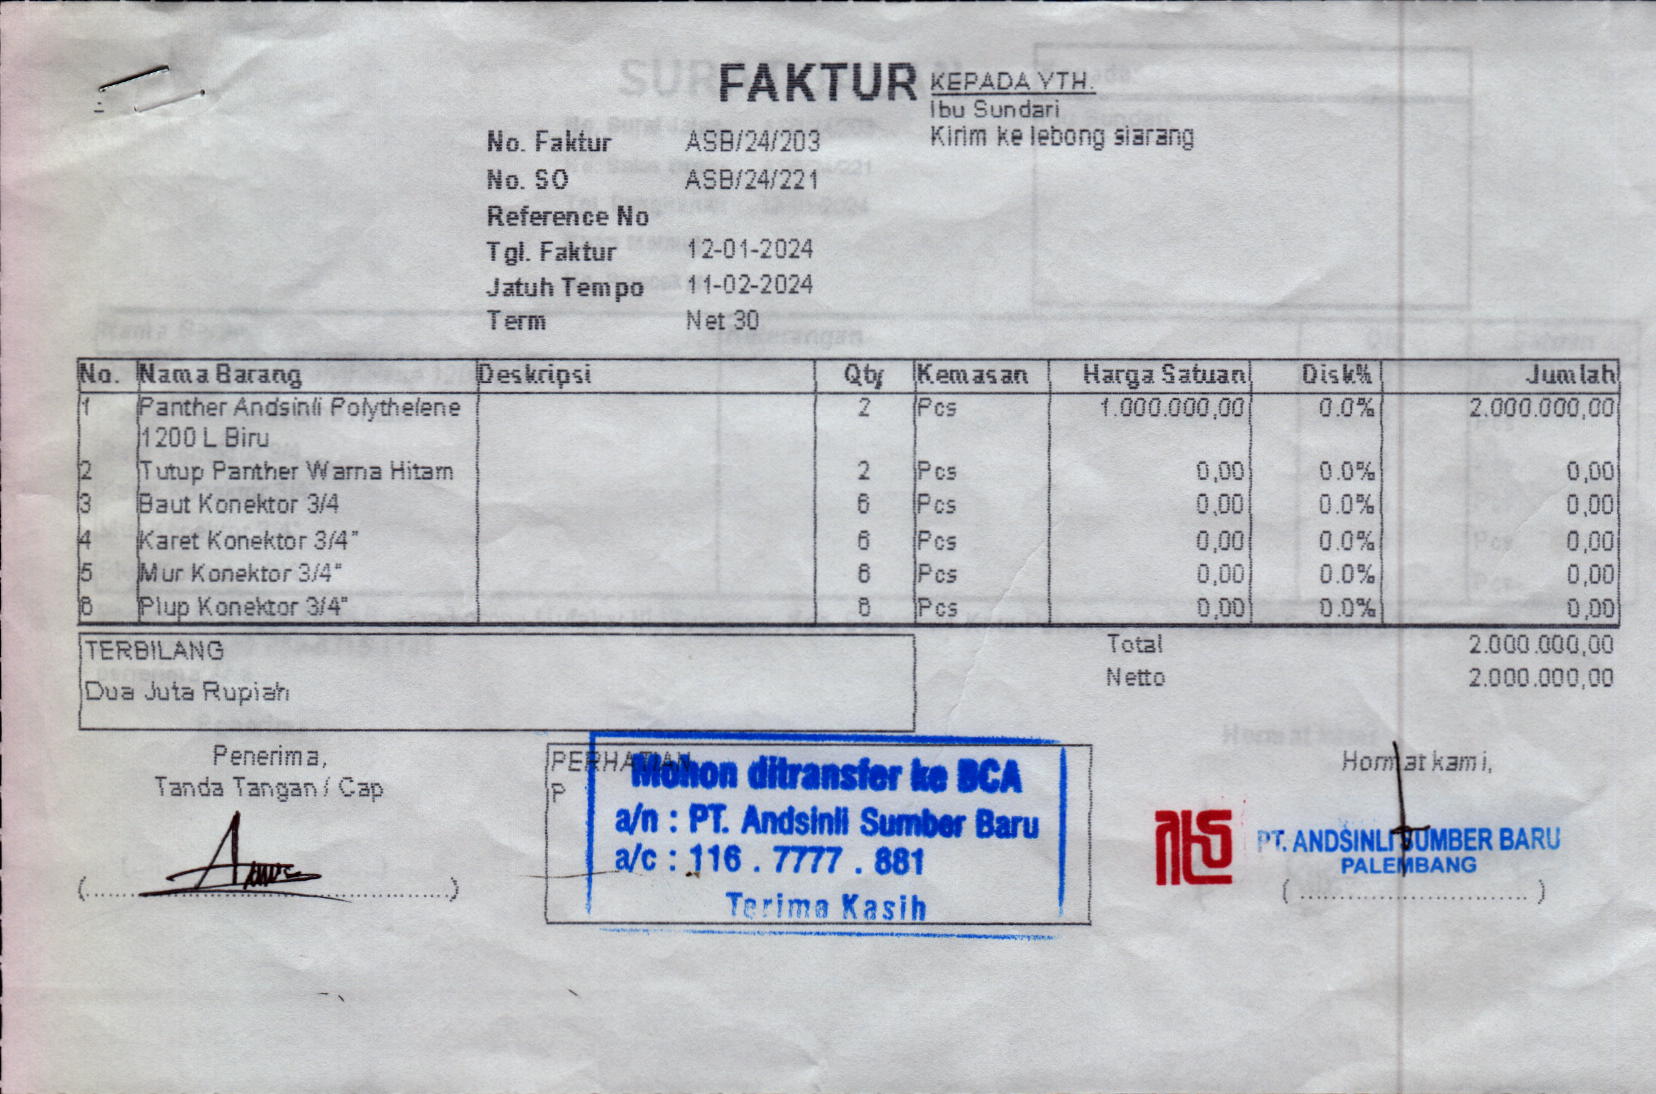 FAKTUR
KEPADA YTH.
Ibu Sundari
Kirim ke lebong siarang
No. Faktur ASB/24/203
No. SO ASB/24/221
Reference No
Tgl. Faktur 12-01-2024
Jatuh Tempo 11-02-2024
Term Net 30
No. Nama Barang Deskripsi Qty Kemasan Harga Satuan Disk% Jumlah
1 Panther Andsinli Polythelene 2 Pcs 1.000.000,00 0.0% 2.000.000,00
1200 L Biru
2 Tutup Panther Warna Hitam 2 Pcs 0,00 0.0% 0,00
3 Baut Konektor 3/4 6 Pcs 0,00 0.0% 0,00
4 Karet Konektor 3/4" 6 Pcs 0,00 0.0% 0,00
5 Mur Konektor 3/4" 6 Pcs 0,00 0.0% 0,00
6 Plup Konektor 3/4" 6 Pcs 0,00 0.0% 0,00
TERBILANG
Dua Juta Rupiah
Total 2.000.000,00
Netto 2.000.000,00
Penerima,
Tanda Tangan / Cap
PERHATIAN
P
Mohon ditransfer ke BCA
a/n : PT. Andsinli Sumber Baru
a/c : 116 . 7777 . 881
Terima Kasih
Hormat kami,
PT. ANDSINLI SUMBER BARU
PALEMBANG